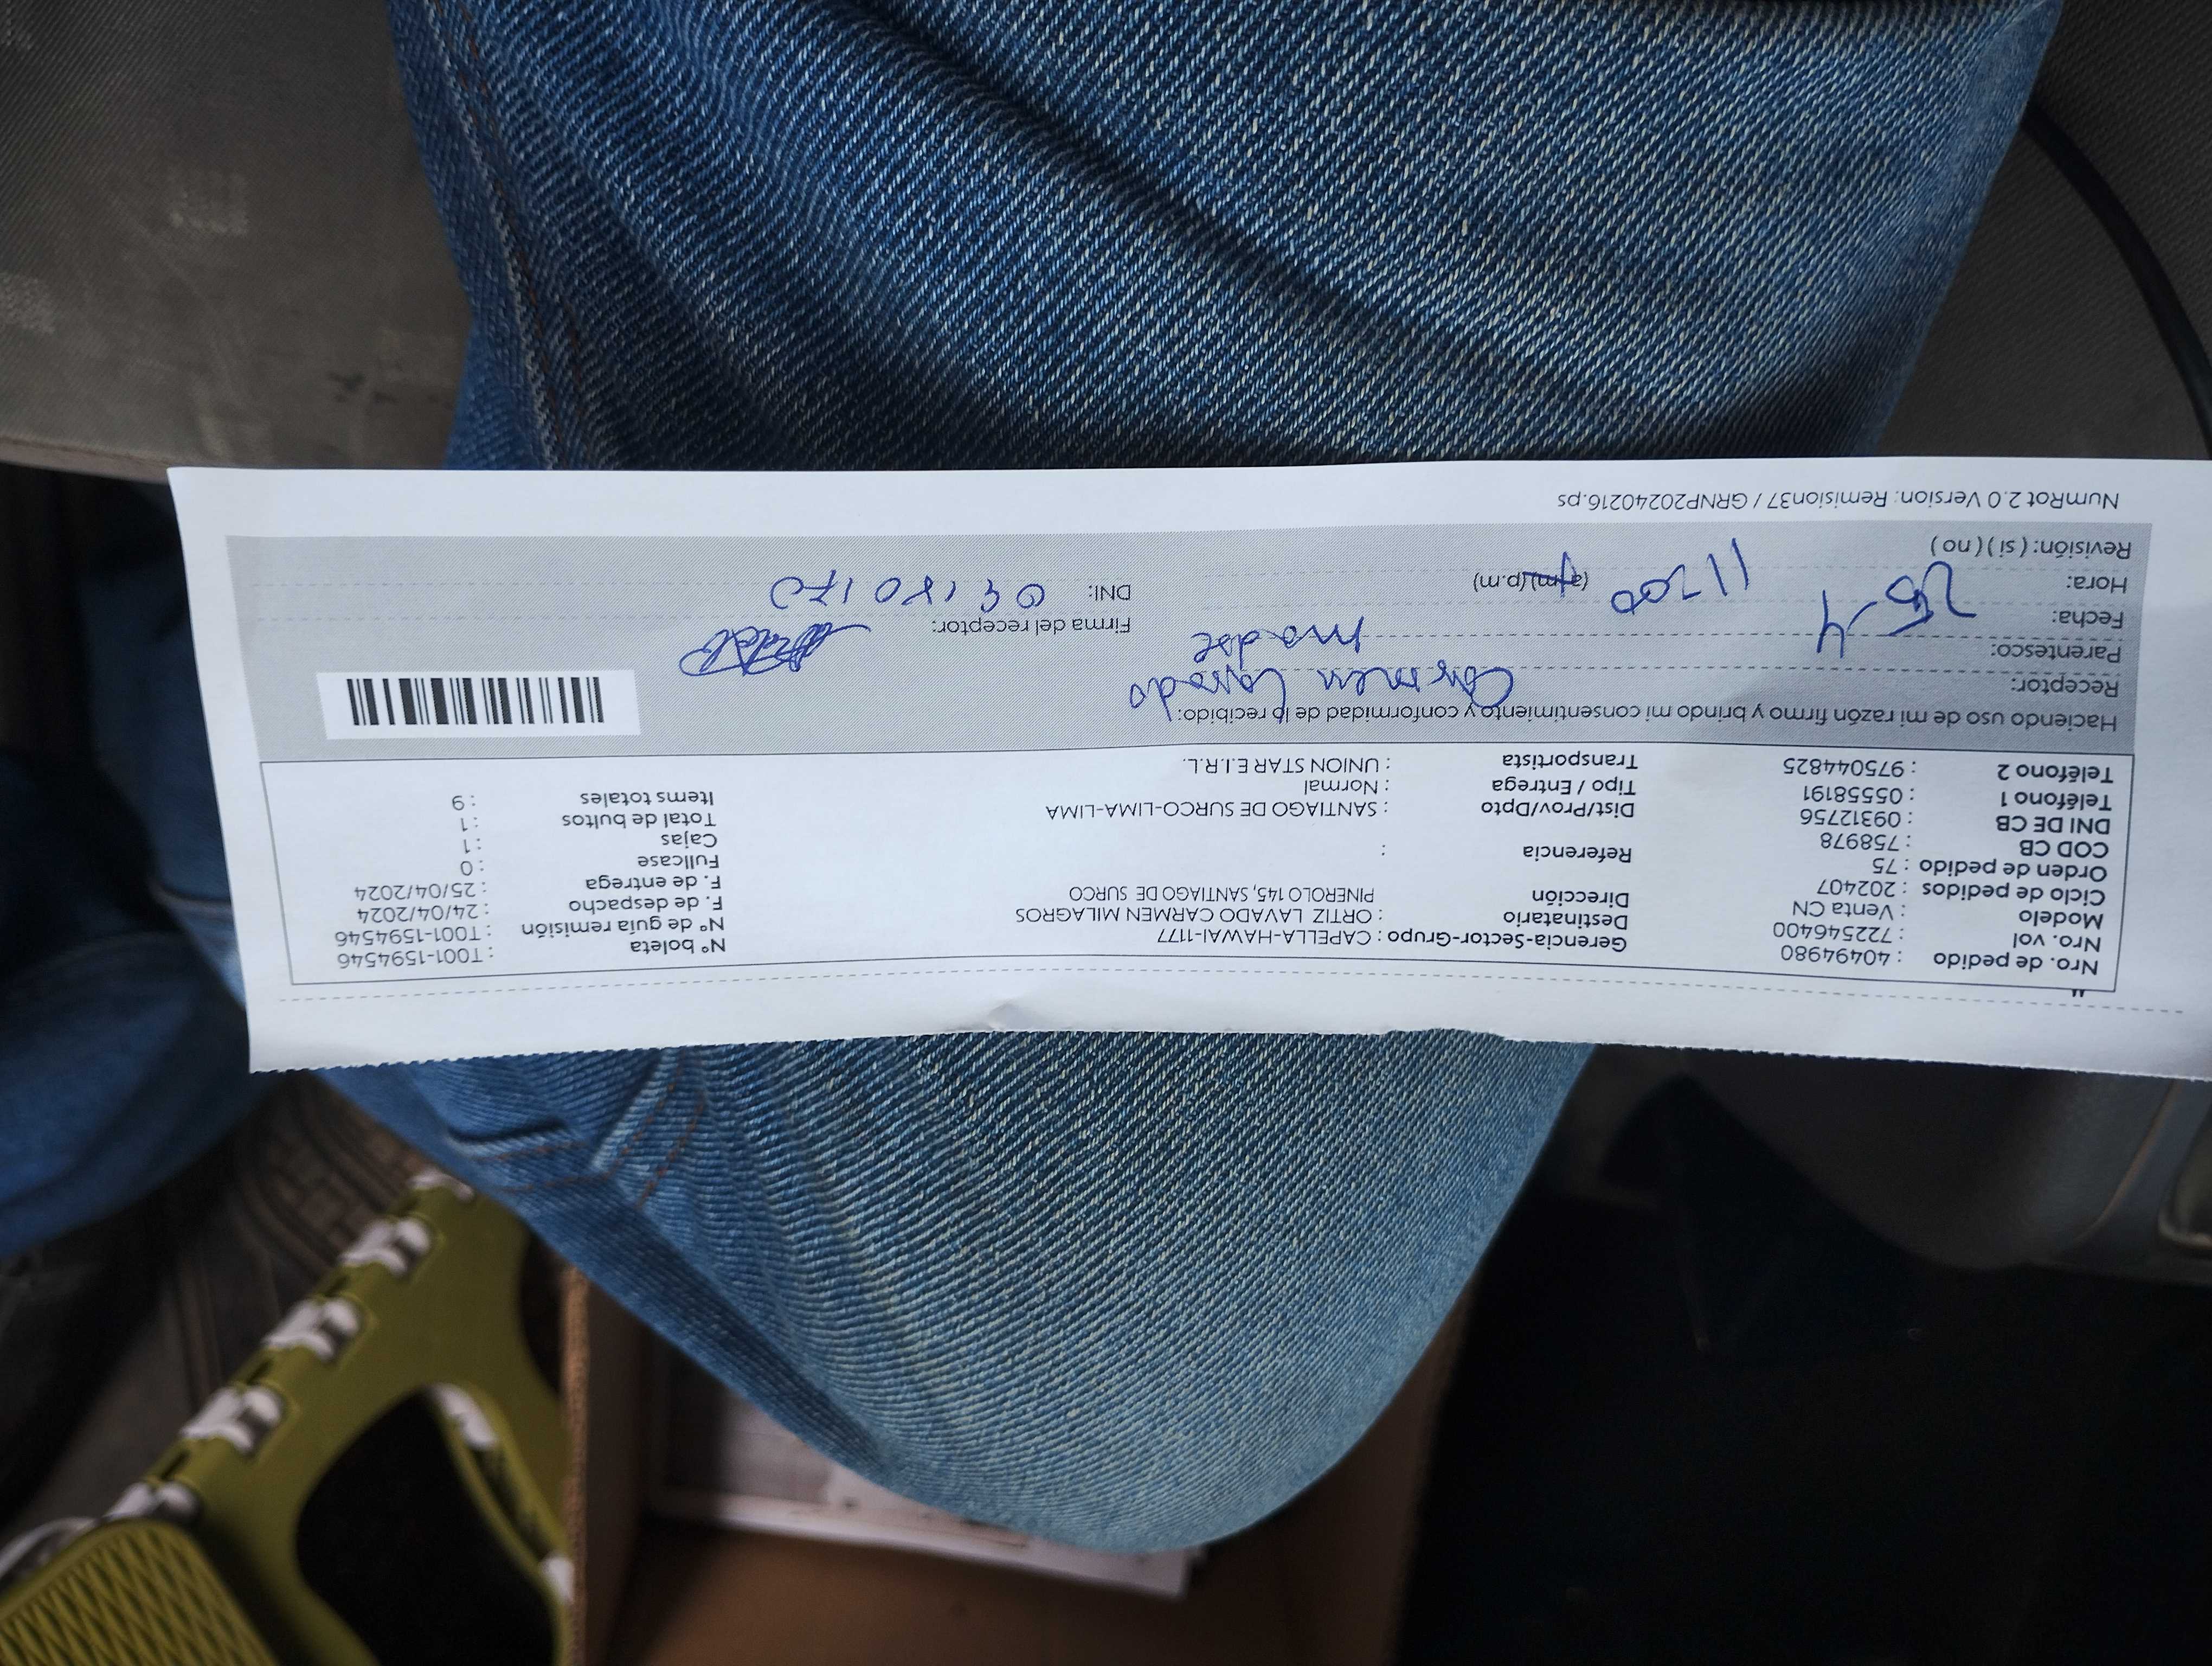 Nro. de pedido : 40494980 Gerencia-Sector-Grupo : CAPELLA-HAWAI-1177 N° boleta : T001-1594546
Nro. vol : 722546400 Destinatario : ORTIZ LAVADO CARMEN MILAGROS N° de guía remisión : T001-1594546
Modelo : Venta CN Dirección PINEROLO 145, SANTIAGO DE SURCO F. de despacho : 24/04/2024
Ciclo de pedidos : 202407 F. de entrega : 25/04/2024
Orden de pedido : 75 Referencia : Fullcase : 0
COD CB : 758978 Cajas : 1
DNI DE CB : 09312756 Dist/Prov/Dpto : SANTIAGO DE SURCO-LIMA-LIMA Total de bultos : 1
Teléfono 1 : 05558191 Tipo / Entrega : Normal Items totales : 9
Teléfono 2 : 975044825 Transportista : UNION STAR E.I.R.L.
Haciendo uso de mi razón firmo y brindo mi consentimiento y conformidad de lo recibido:
Receptor: Carmen Lavado
Parentesco: madre
Fecha: 25-4 Firma del receptor:
Hora: 11200 (a.m)(p.m) DNI:
Revisión: ( si ) ( no )
NumRot 2.0 Version: Remision37 / GRNP20240216.ps